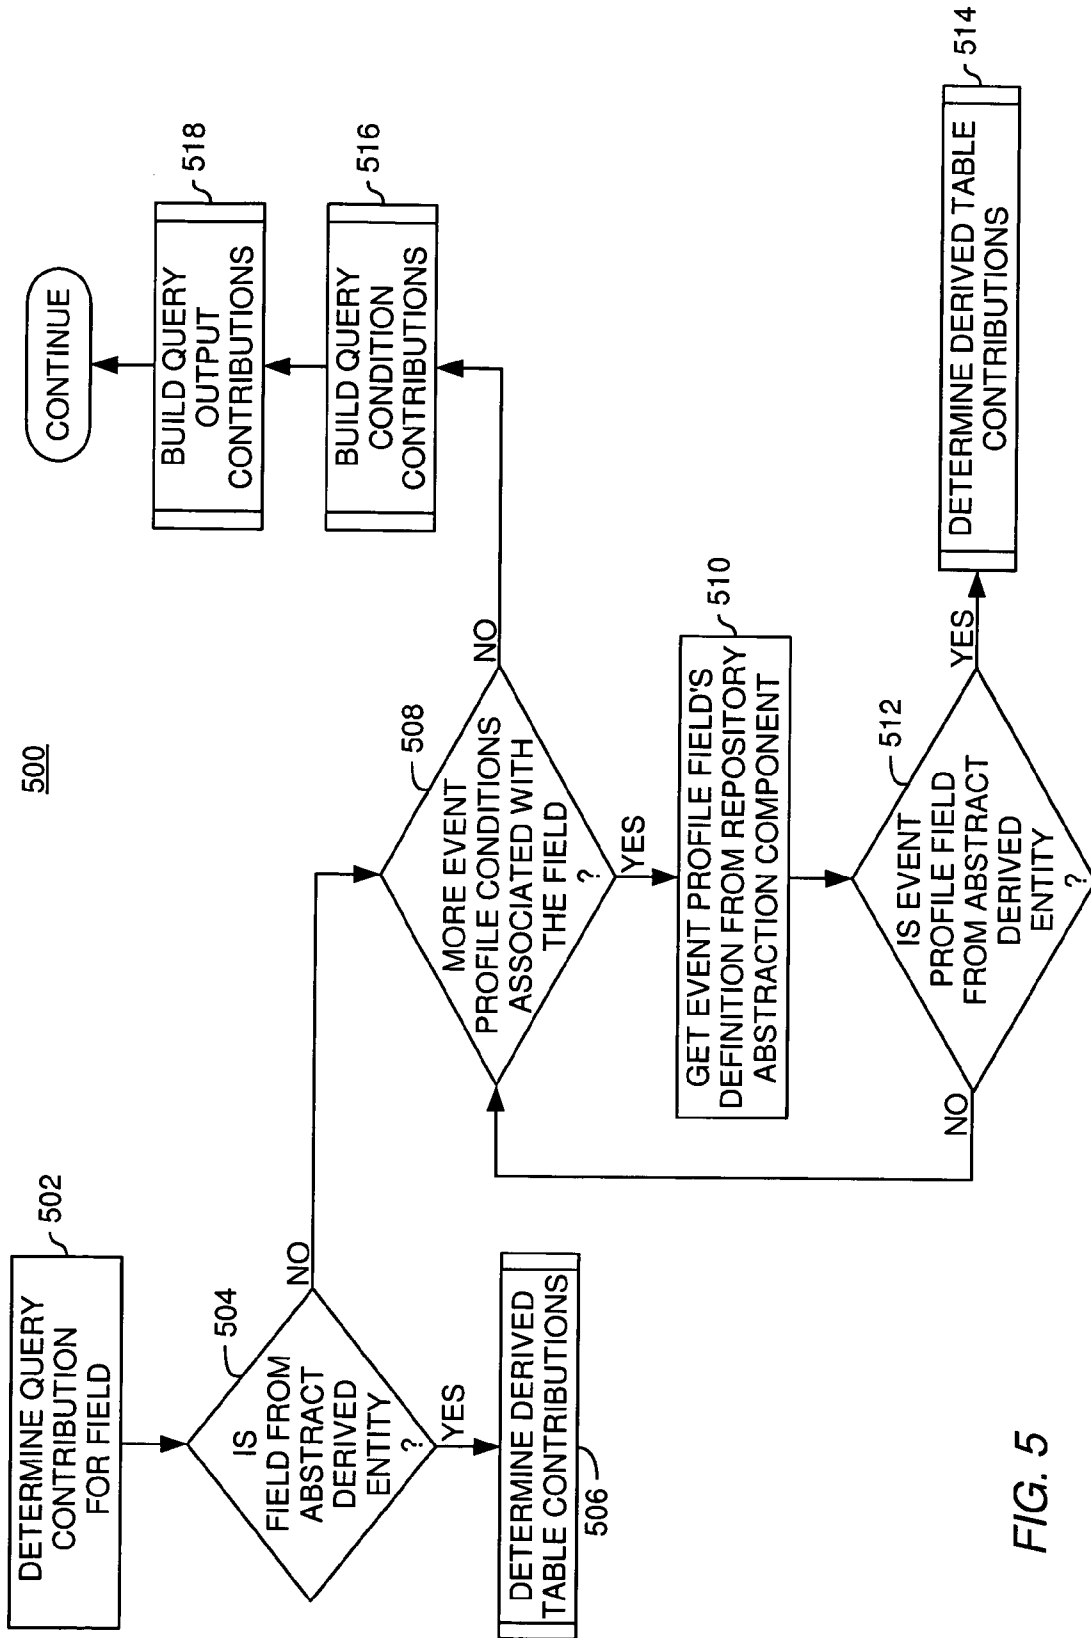 500
DETERMINE QUERY
CONTRIBUTION
FOR FIELD
502
IS
FIELD FROM
ABSTRACT
DERIVED
ENTITY
?
504
NO
YES
DETERMINE DERIVED
TABLE CONTRIBUTIONS
506
MORE EVENT
PROFILE CONDITIONS
ASSOCIATED WITH
THE FIELD
?
508
NO
YES
GET EVENT PROFILE FIELD'S
DEFINITION FROM REPOSITORY
ABSTRACTION COMPONENT
510
IS EVENT
PROFILE FIELD
FROM ABSTRACT
DERIVED
ENTITY
?
512
NO
YES
DETERMINE DERIVED TABLE
CONTRIBUTIONS
514
BUILD QUERY
CONDITION
CONTRIBUTIONS
516
BUILD QUERY
OUTPUT
CONTRIBUTIONS
518
CONTINUE
FIG. 5